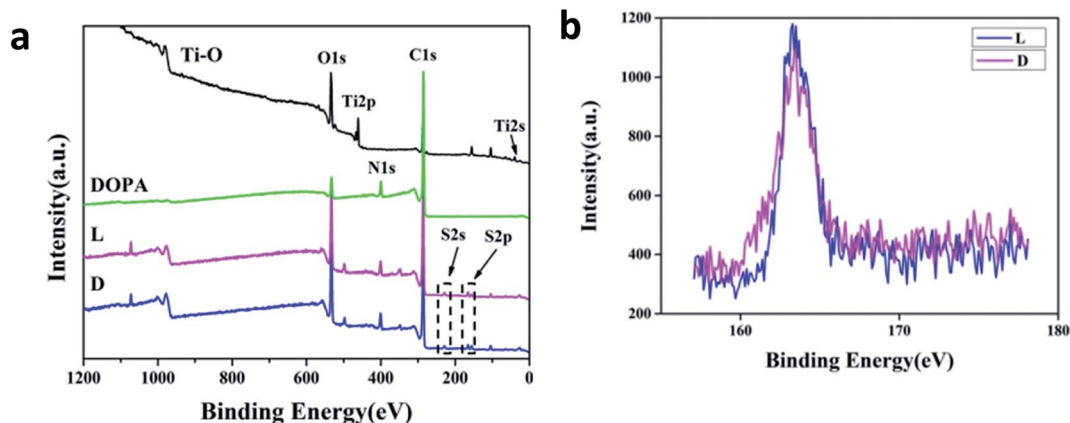 a
Ti-O
O1s
C1s
Ti2p
Ti2s
N1s
DOPA
L
S2s
S2p
D
Intensity(a.u.)
1200 1000 800 600 400 200 0
Binding Energy(eV)
b
L
D
1200
1000
800
600
400
200
Intensity(a.u.)
160 170 180
Binding Energy(eV)